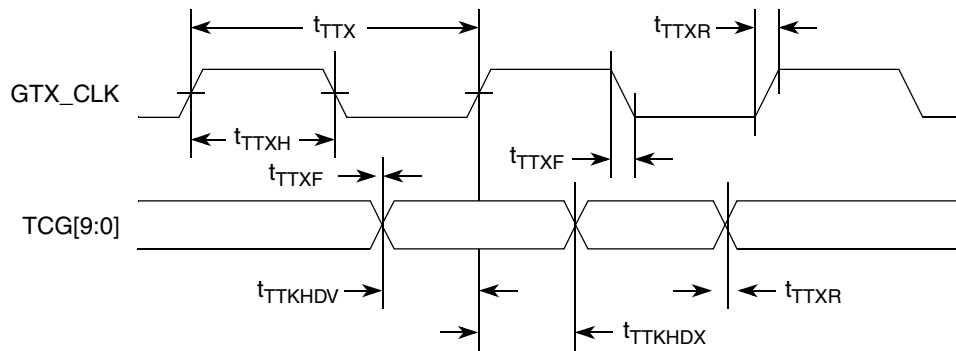 tTTX
tTTXR
GTX_CLK
tTTXH
tTTXF
tTTXF
TCG[9:0]
tTTKHDV
tTTXR
tTTKHDX